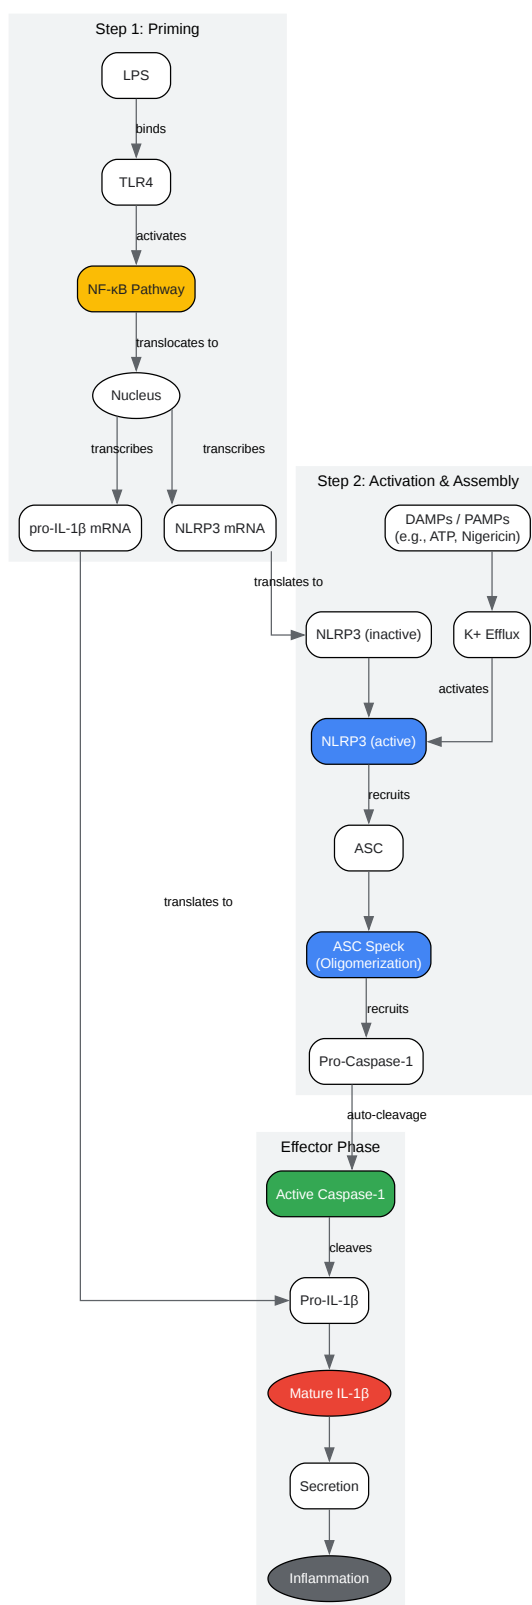 Step 1: Priming
LPS
binds
TLR4
activates
NF-κB Pathway
translocates to
Nucleus
transcribes
transcribes
pro-IL-1β mRNA
NLRP3 mRNA
translates to
Step 2: Activation & Assembly
DAMPs / PAMPs
(e.g., ATP, Nigericin)
NLRP3 (inactive)
K+ Efflux
activates
NLRP3 (active)
recruits
ASC
translates to
ASC Speck
(Oligomerization)
recruits
Pro-Caspase-1
auto-cleavage
Effector Phase
Active Caspase-1
cleaves
Pro-IL-1β
Mature IL-1β
Secretion
Inflammation